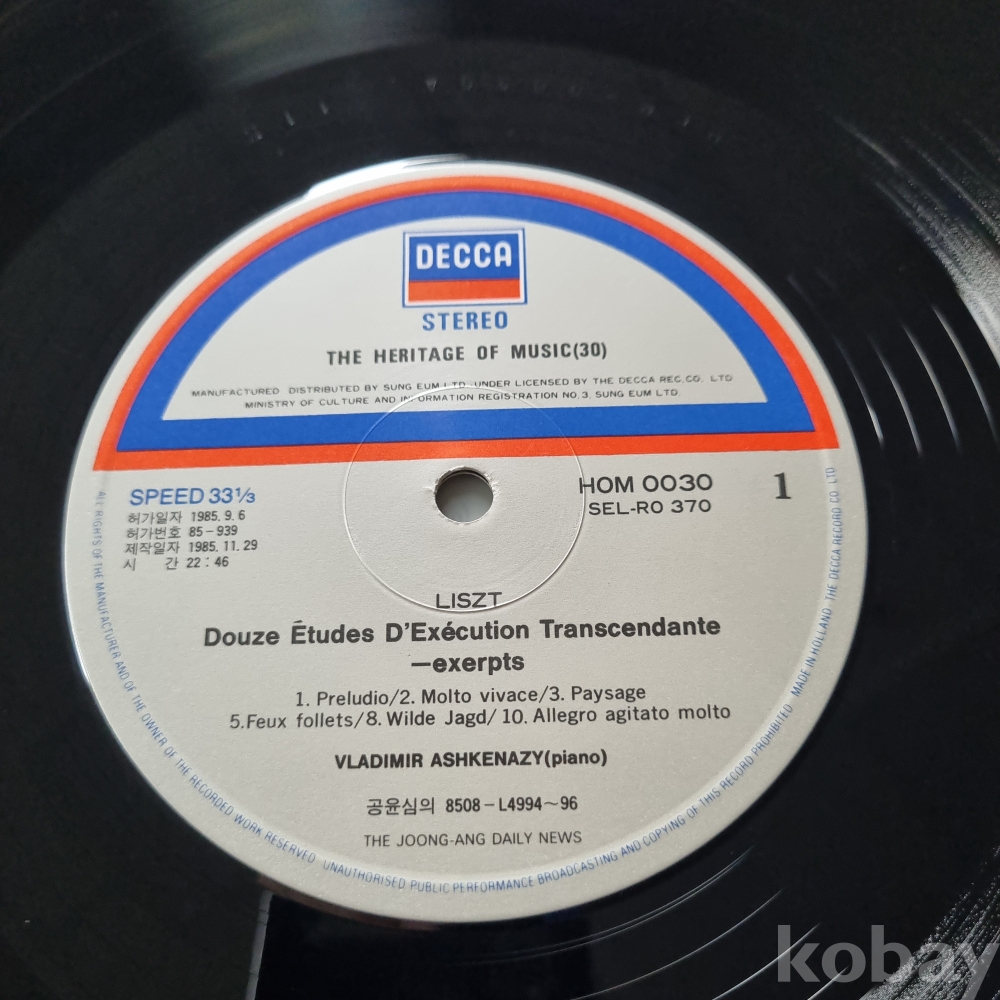 DECCA
STEREO
THE HERITAGE OF MUSIC(30)
MANUFACTURED DISTRIBUTED BY SUNG EUM LTD. UNDER LICENSED BY THE DECCA REC. CO., LTD
MINISTRY OF CULTURE AND INFORMATION REGISTRATION NO. 3. SUNG EUM LTD.
SPEED 33 1/3
허가일자 1985. 9. 6
허가번호 85-939
제작일자 1985. 11. 29
시 간 22 : 46
HOM 0030
SEL-RO 370
1
LISZT
Douze Études D'Exécution Transcendante
—exerpts
1. Preludio/2. Molto vivace/3. Paysage
5.Feux follets/8. Wilde Jagd/10. Allegro agitato molto
VLADIMIR ASHKENAZY(piano)
공윤심의 8508-L4994~96
THE JOONG-ANG DAILY NEWS
ALL RIGHTS OF THE MANUFACTURER AND OF THE OWNER OF THE RECORDED WORK RESERVED UNAUTHORISED PUBLIC PERFORMANCE BROADCASTING AND COPYING OF THIS RECORD PROHIBITED MADE IN HOLLAND THE DECCA RECORD CO LTD
kobay